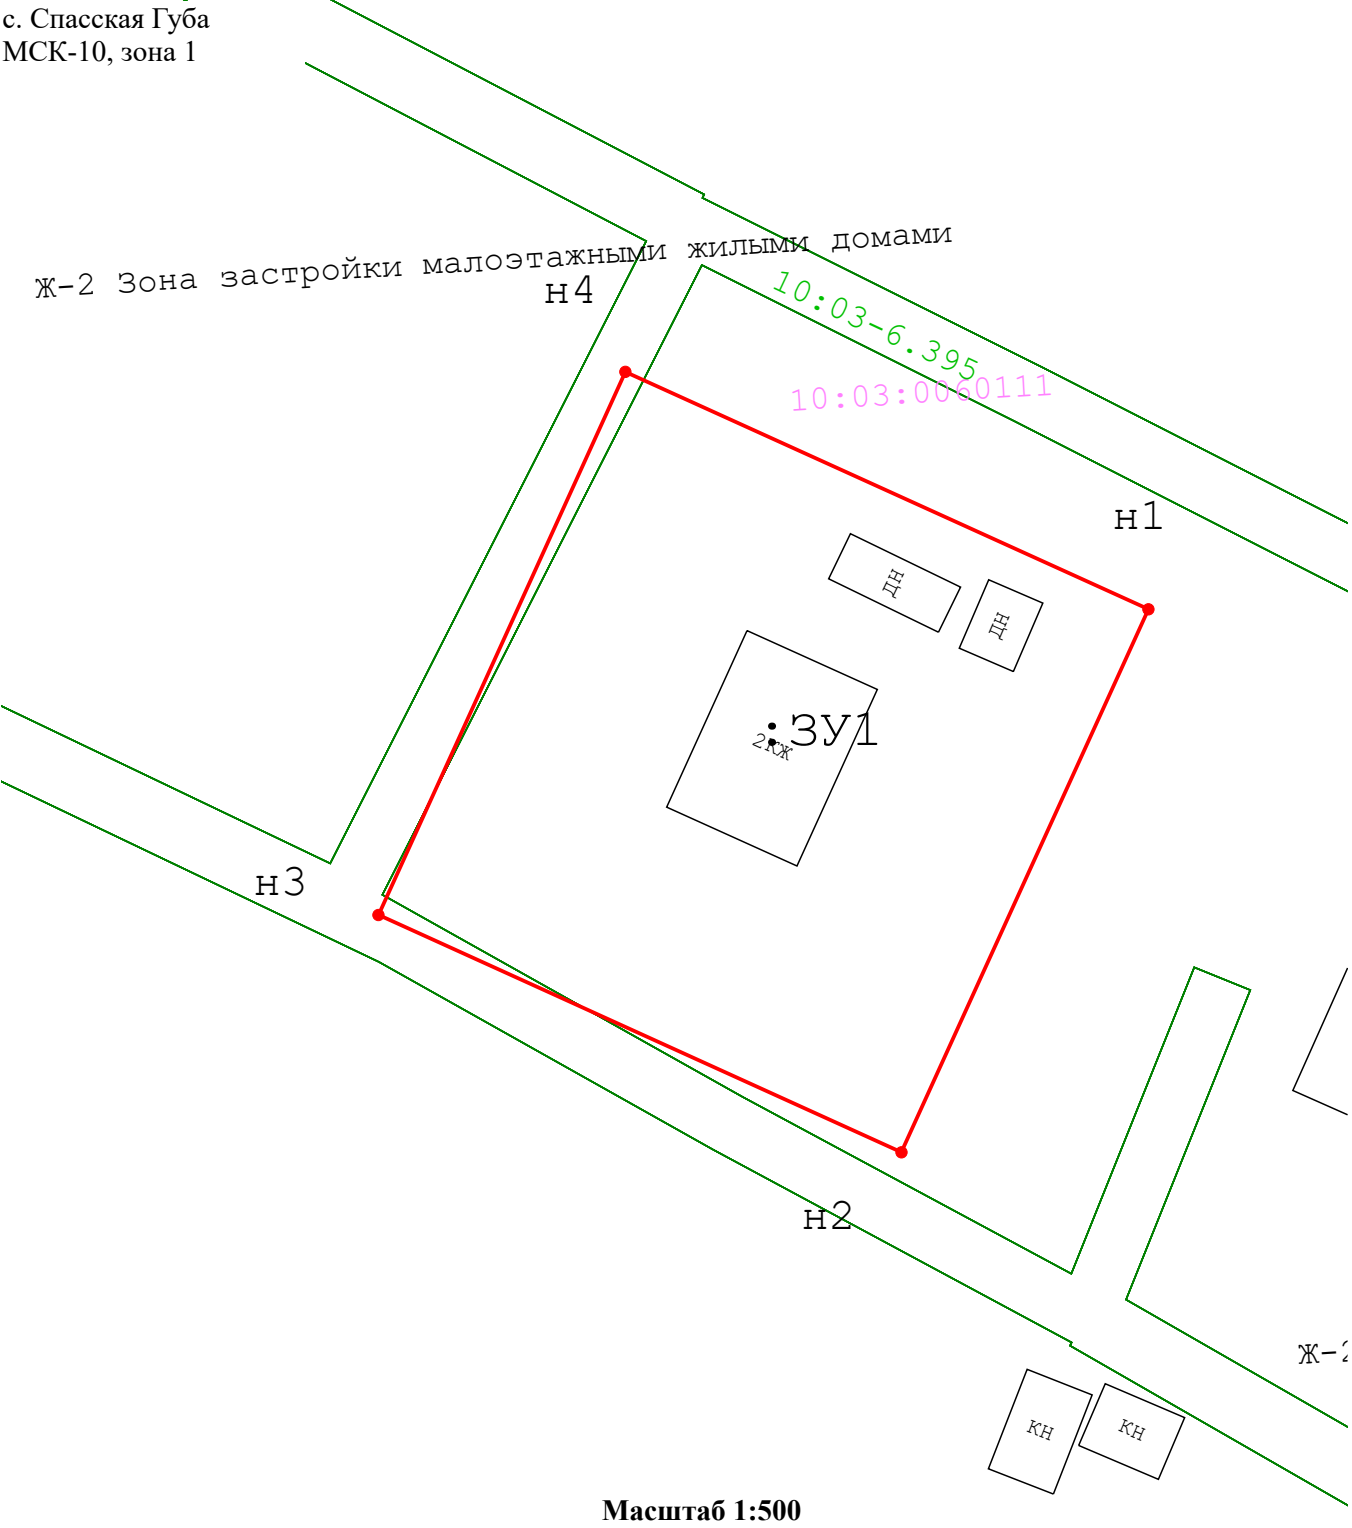 с. Спасская Губа
МСК-10, зона 1
Ж-2 Зона застройки малоэтажными жилыми домами
н4
10:03-6.395
10:03:0060111
н1
ДН
ДН
:ЗУ1
2КЖ
н3
н2
Ж-2
КН
КН
Масштаб 1:500